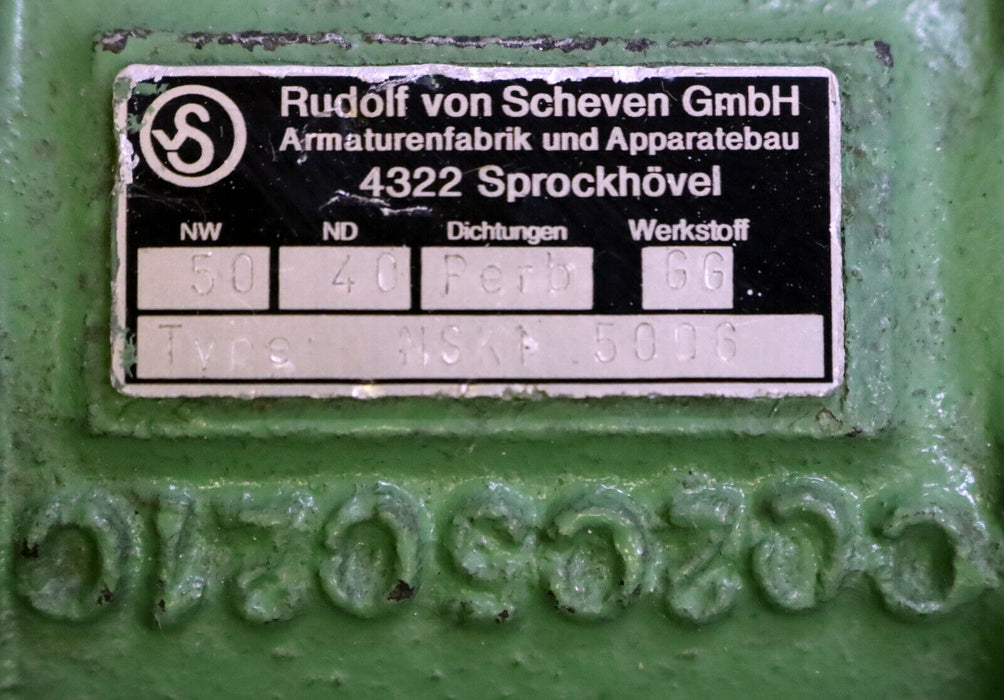 VS
Rudolf von Scheven GmbH
Armaturenfabrik und Apparatebau
4322 Sprockhövel
NW ND Dichtungen Werkstoff
50 40 Perb GG
Type: 5006